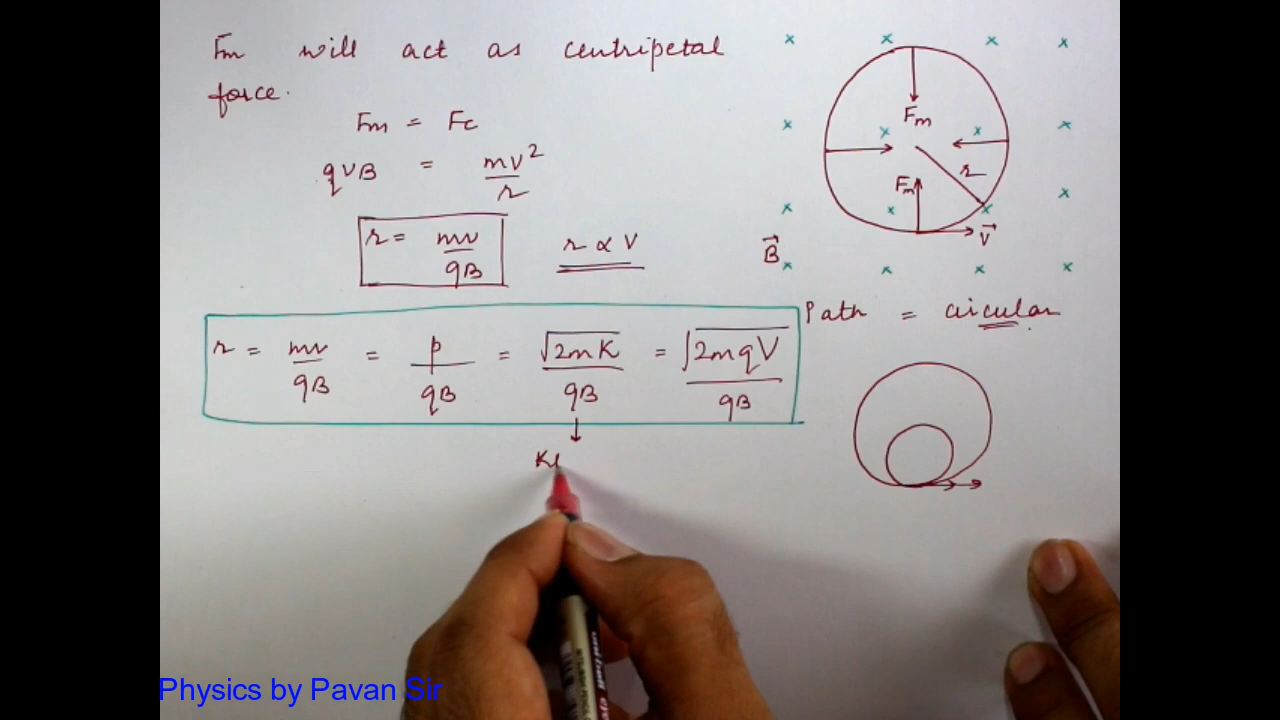 Fm will act as centripetal
force.
Fm = Fc
qVB = mv²/r
r = mv/qB
r ∝ V
r = mv/qB = p/qB = √2mK/qB = √2mqV/qB
Fm
r
Fm
V⃗
B⃗
Path = circular
Physics by Pavan Sir